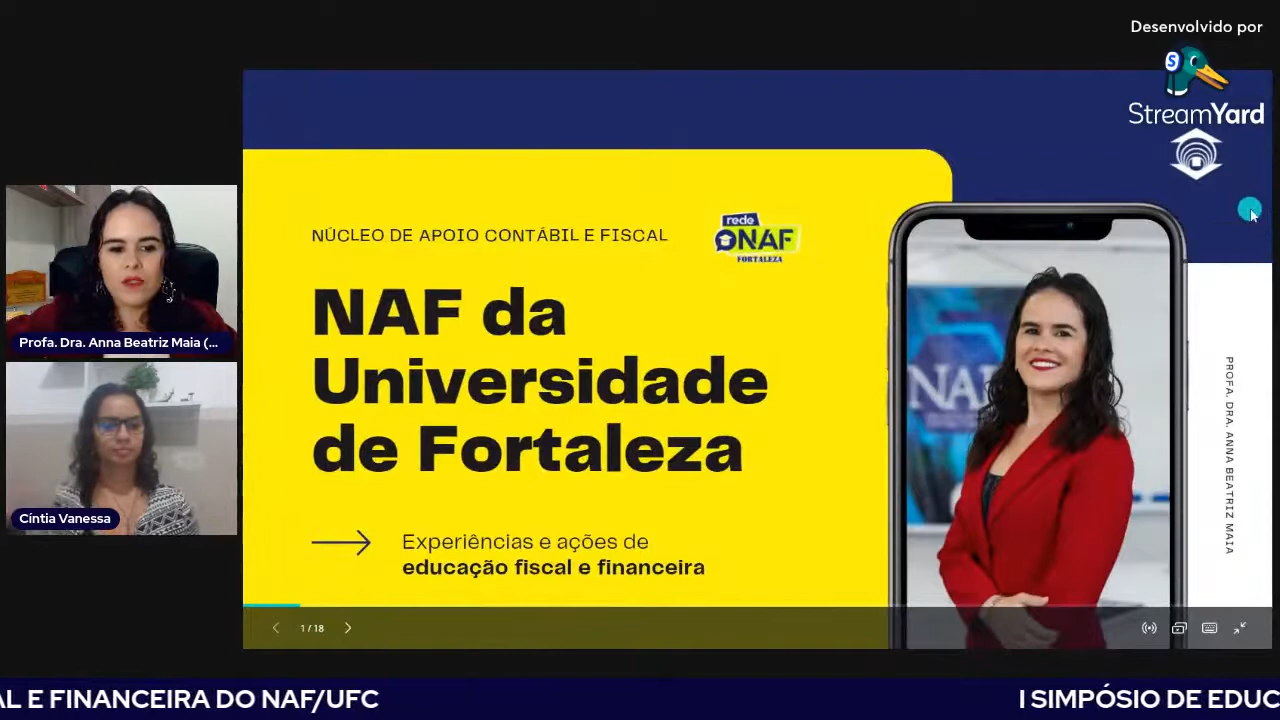 Desenvolvido por
S
StreamYard
NÚCLEO DE APOIO CONTÁBIL E FISCAL
rede
NAF
FORTALEZA
NAF da
Universidade
de Fortaleza
Experiências e ações de
educação fiscal e financeira
NAF
PROFA. DRA. ANNA BEATRIZ MAIA
Profa. Dra. Anna Beatriz Maia (...
Cíntia Vanessa
1 / 18
AL E FINANCEIRA DO NAF/UFC
I SIMPÓSIO DE EDUC